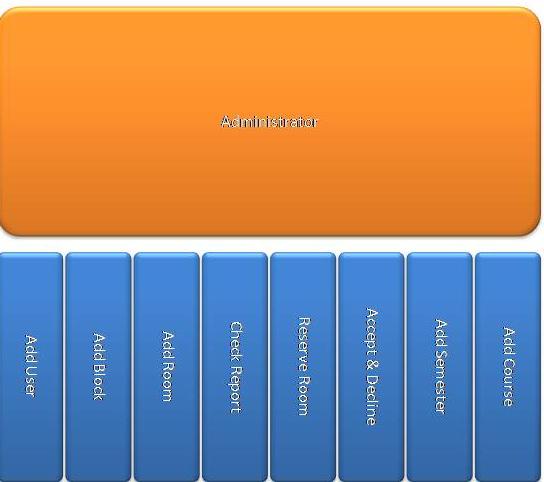 Administrator
Add User
Add Block
Add Room
Check Report
Reserve Room
Accept & Decline
Add Semester
Add Course